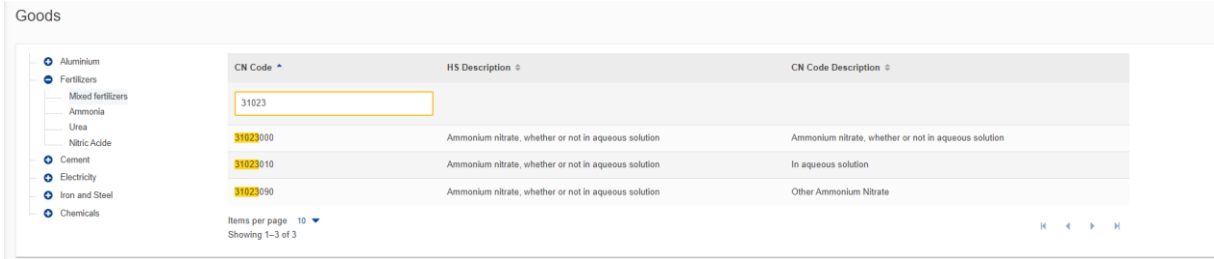 Goods
Aluminium
Fertilizers
Mixed fertilizers
Ammonia
Urea
Nitric Acide
Cement
Electricity
Iron and Steel
Chemicals
CN Code HS Description CN Code Description
31023
31023000 Ammonium nitrate, whether or not in aqueous solution Ammonium nitrate, whether or not in aqueous solution
31023010 Ammonium nitrate, whether or not in aqueous solution In aqueous solution
31023090 Ammonium nitrate, whether or not in aqueous solution Other Ammonium Nitrate
Items per page 10
Showing 1–3 of 3